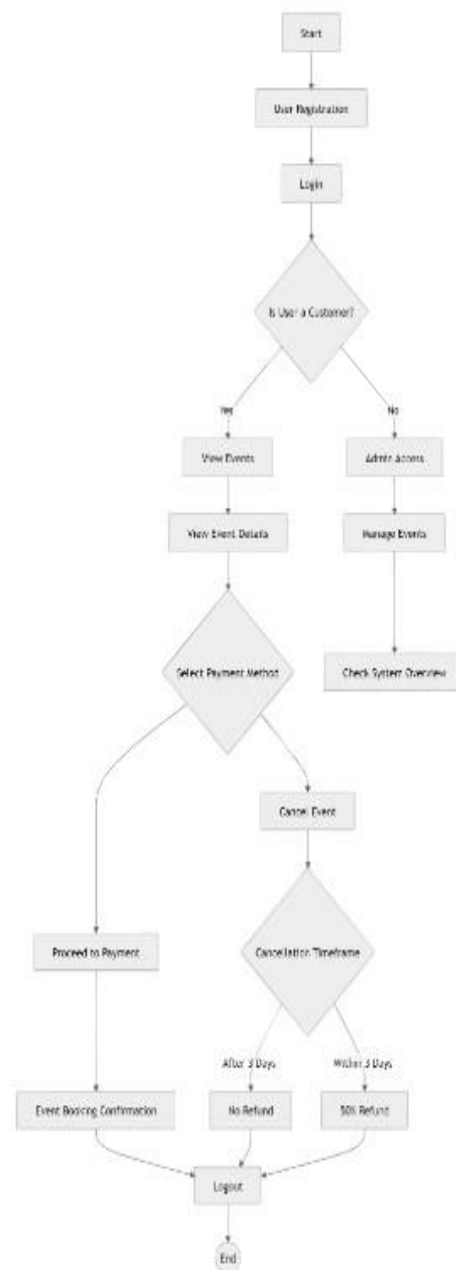 Start
User Registration
Login
Is User a Customer?
Yes
No
View Events
Admin Access
View Event Details
Manage Events
Select Payment Method
Check System Overview
Cancel Event
Proceed to Payment
Cancellation Timeframe
After 3 Days
Within 3 Days
Event Booking Confirmation
No Refund
50% Refund
Logout
End